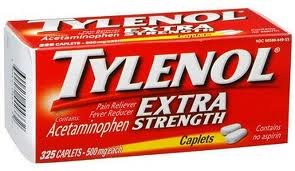 TYLENOL®
Pain Reliever
Fever Reducer
Contains
Acetaminophen
EXTRA
STRENGTH
Caplets
Contains
no aspirin
325 CAPLETS - 500 mg each